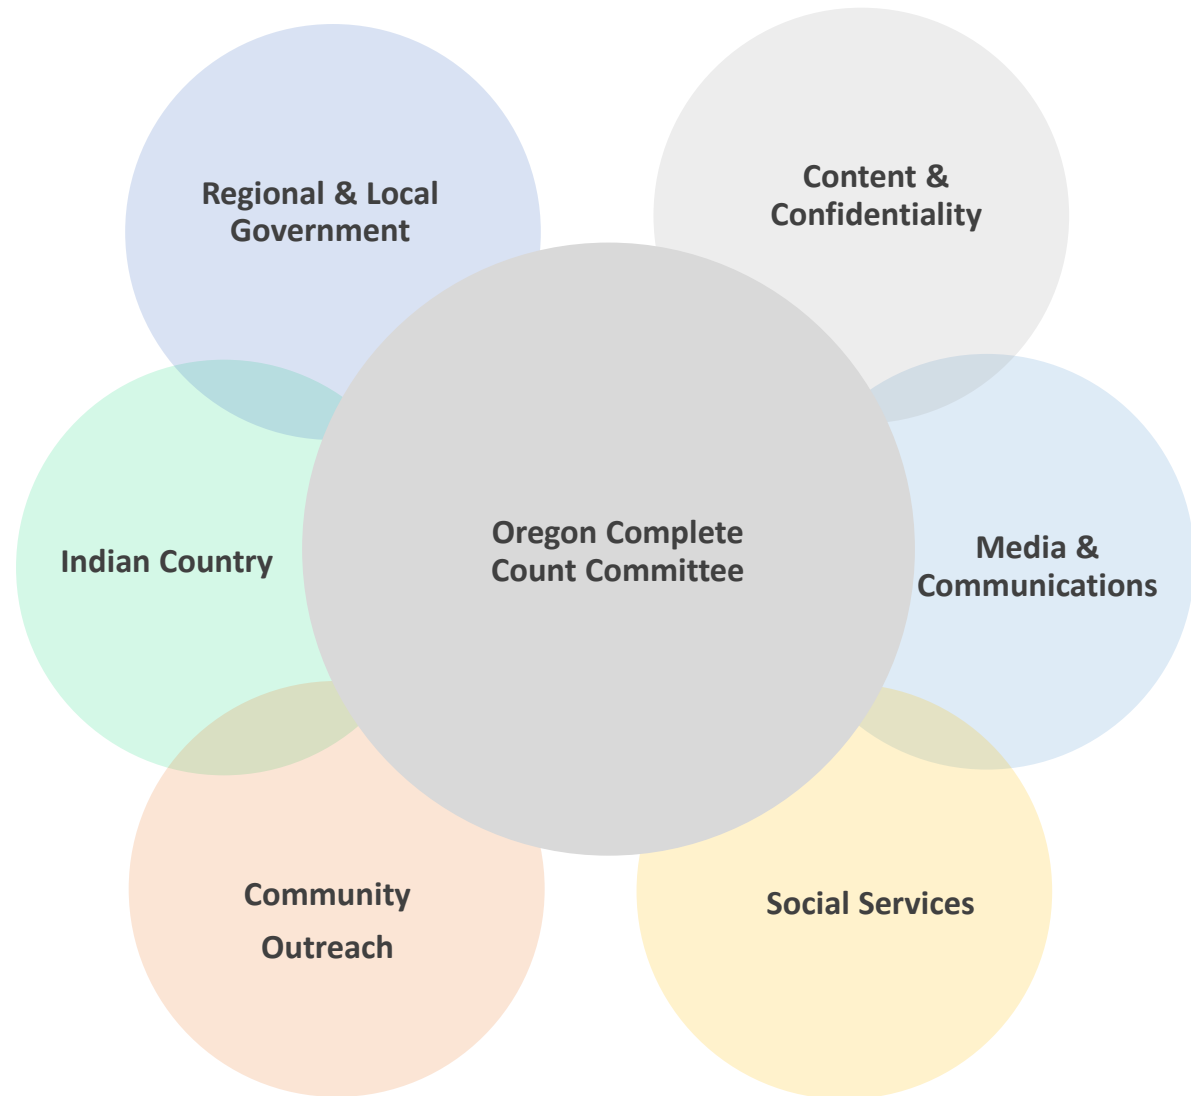 Regional & Local
Government
Content &
Confidentiality
Indian Country
Oregon Complete
Count Committee
Media &
Communications
Community
Outreach
Social Services